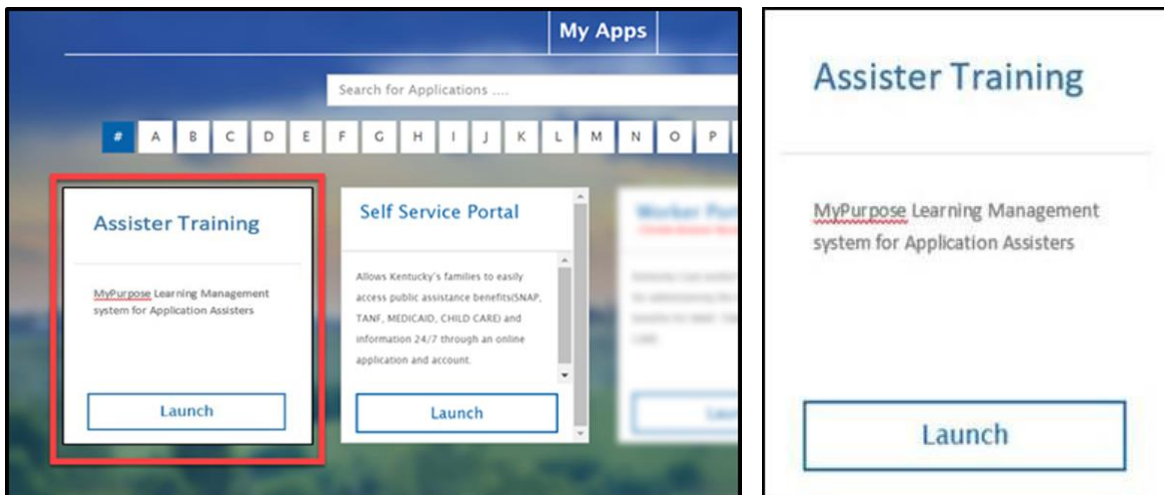 My Apps
Search for Applications ....
# A B C D E F G H I J K L M N O P
Assister Training
MyPurpose Learning Management
system for Application Assisters
Launch
Self Service Portal
Allows Kentucky's families to easily
access public assistance benefits(SNAP,
TANF, MEDICAID, CHILD CARE) and
information 24/7 through an online
application and account.
Launch
Assister Training
MyPurpose Learning Management
system for Application Assisters
Launch